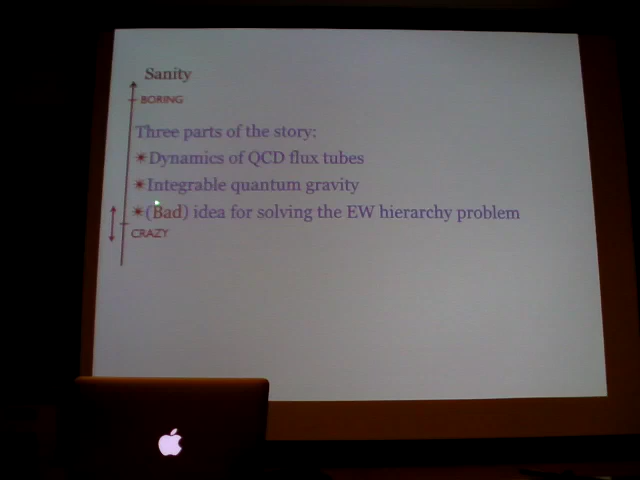 Sanity
BORING
Three parts of the story:
✴Dynamics of QCD flux tubes
✴Integrable quantum gravity
✴(Bad) idea for solving the EW hierarchy problem
CRAZY